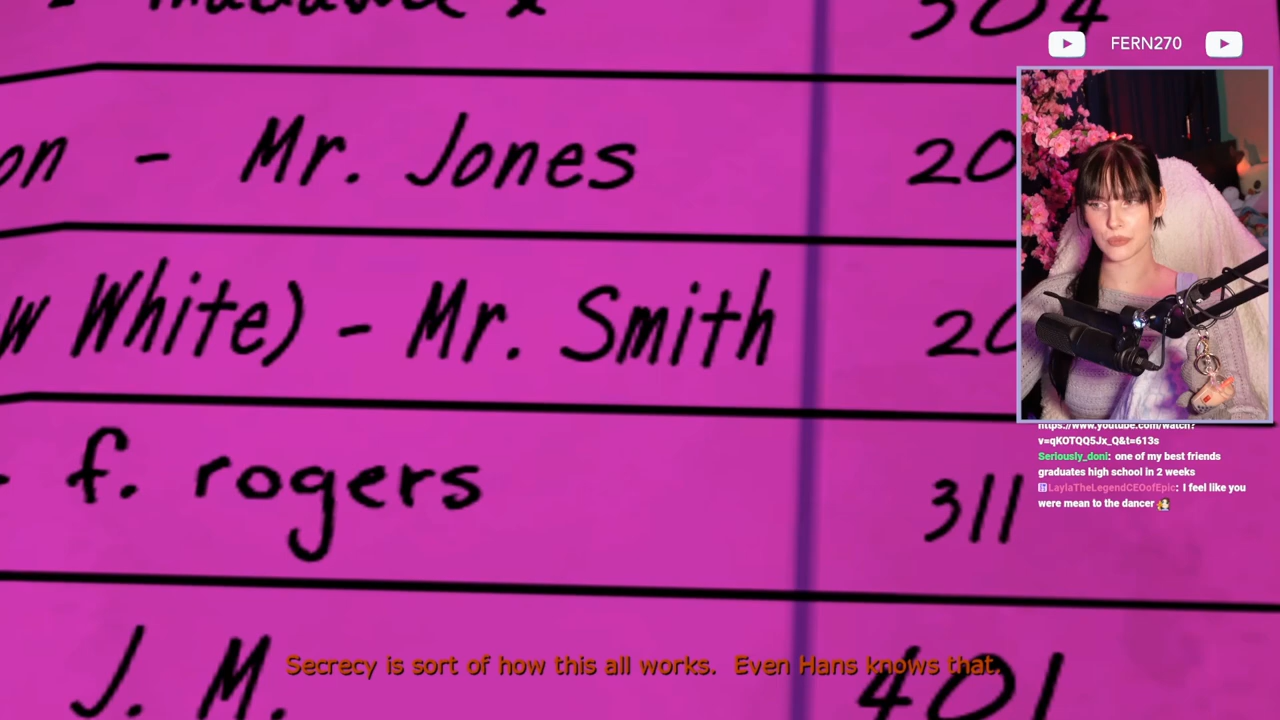 504
FERN270
on - Mr. Jones
20
w White) - Mr. Smith
20
https://www.youtube.com/watch?
v=qKOTQQ5Jx_Q&t=613s
Seriously_doni: one of my best friends
graduates high school in 2 weeks
LaylaTheLegendCEOofEpic: I feel like you
were mean to the dancer
- f. rogers
311
J. M.
401
Secrecy is sort of how this all works. Even Hans knows that.